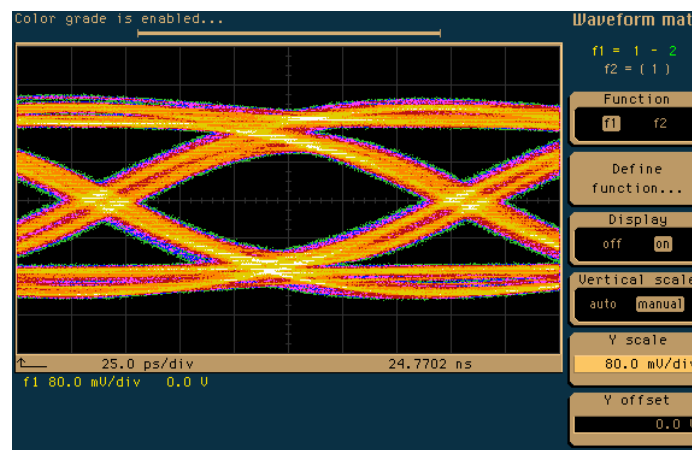 Color grade is enabled...
Waveform mat
f1 = 1 - 2
f2 = ( 1 )
Function
f1 f2
Define
function...
Display
off on
Vertical scale
auto manual
Y scale
80.0 mV/div
Y offset
0.0 V
25.0 ps/div 24.7702 ns
f1 80.0 mV/div 0.0 V